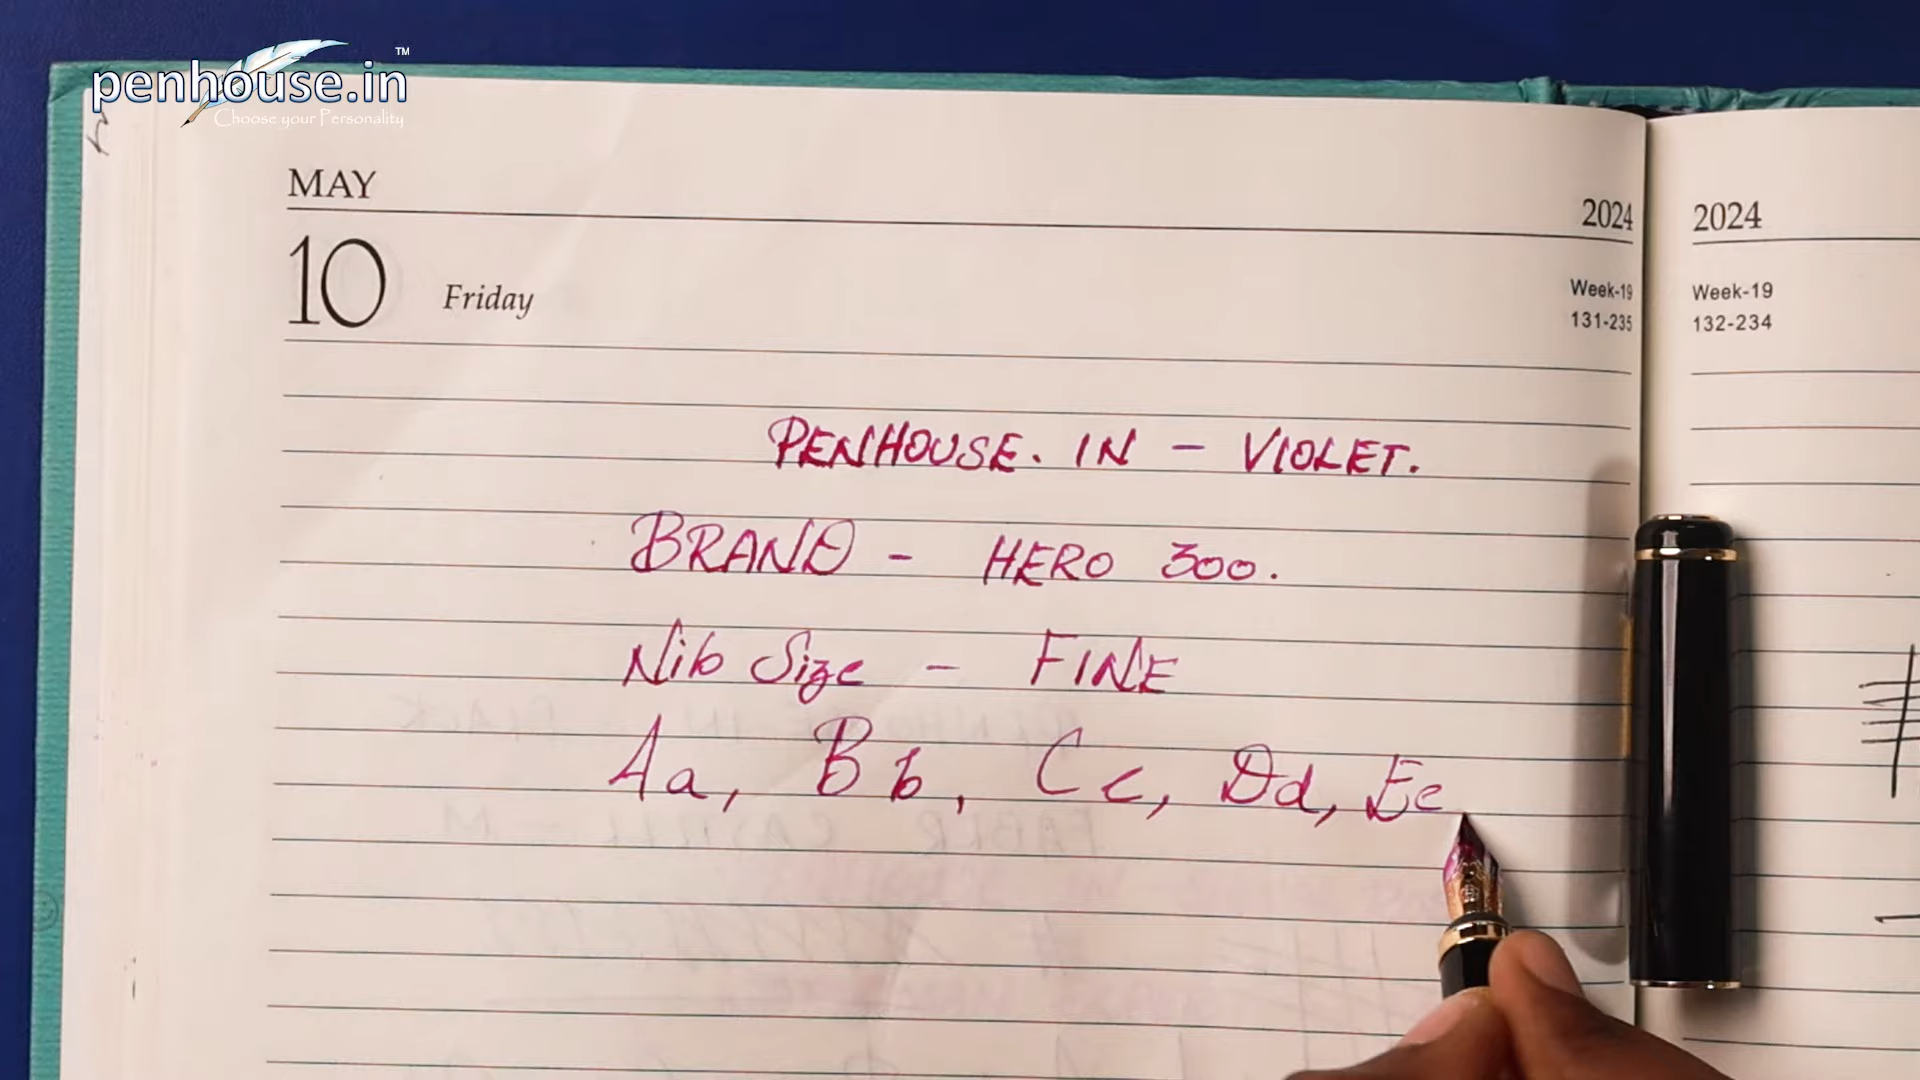 penhouse.in™
Choose your Personality
MAY
2024
2024
10
Friday
Week-19
131-235
Week-19
132-234
PENHOUSE.IN - VIOLET.
BRAND - HERO 300.
Nib Size - FINE
Aa, Bb, Cc, Dd, Ee